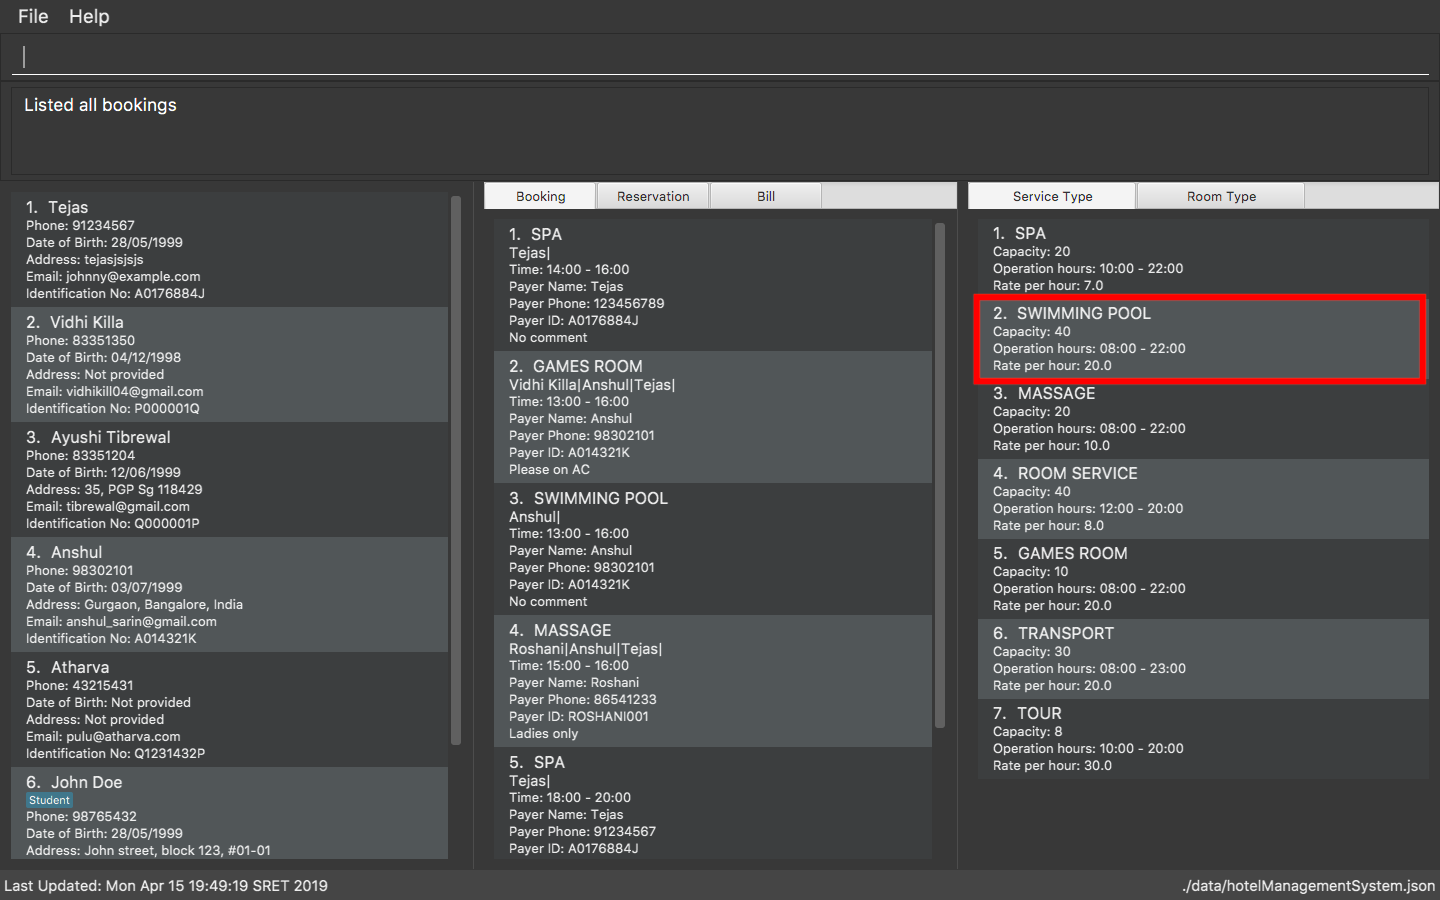 File Help
Listed all bookings
1. Tejas
Phone: 91234567
Date of Birth: 28/05/1999
Address: tejasjsjsjs
Email: johnny@example.com
Identification No: A0176884J
2. Vidhi Killa
Phone: 83351350
Date of Birth: 04/12/1998
Address: Not provided
Email: vidhikill04@gmail.com
Identification No: P000001Q
3. Ayushi Tibrewal
Phone: 83351204
Date of Birth: 12/06/1999
Address: 35, PGP Sg 118429
Email: tibrewal@gmail.com
Identification No: Q000001P
4. Anshul
Phone: 98302101
Date of Birth: 03/07/1999
Address: Gurgaon, Bangalore, India
Email: anshul_sarin@gmail.com
Identification No: A014321K
5. Atharva
Phone: 43215431
Date of Birth: Not provided
Address: Not provided
Email: pulu@atharva.com
Identification No: Q1231432P
6. John Doe
Student
Phone: 98765432
Date of Birth: 28/05/1999
Address: John street, block 123, #01-01
Booking Reservation Bill
1. SPA
Tejas|
Time: 14:00 - 16:00
Payer Name: Tejas
Payer Phone: 123456789
Payer ID: A0176884J
No comment
2. GAMES ROOM
Vidhi Killa|Anshul|Tejas|
Time: 13:00 - 16:00
Payer Name: Anshul
Payer Phone: 98302101
Payer ID: A014321K
Please on AC
3. SWIMMING POOL
Anshul|
Time: 13:00 - 16:00
Payer Name: Anshul
Payer Phone: 98302101
Payer ID: A014321K
No comment
4. MASSAGE
Roshani|Anshul|Tejas|
Time: 15:00 - 16:00
Payer Name: Roshani
Payer Phone: 86541233
Payer ID: ROSHANI001
Ladies only
5. SPA
Tejas|
Time: 18:00 - 20:00
Payer Name: Tejas
Payer Phone: 91234567
Payer ID: A0176884J
Service Type Room Type
1. SPA
Capacity: 20
Operation hours: 10:00 - 22:00
Rate per hour: 7.0
2. SWIMMING POOL
Capacity: 40
Operation hours: 08:00 - 22:00
Rate per hour: 20.0
3. MASSAGE
Capacity: 20
Operation hours: 08:00 - 22:00
Rate per hour: 10.0
4. ROOM SERVICE
Capacity: 40
Operation hours: 12:00 - 20:00
Rate per hour: 8.0
5. GAMES ROOM
Capacity: 10
Operation hours: 08:00 - 22:00
Rate per hour: 20.0
6. TRANSPORT
Capacity: 30
Operation hours: 08:00 - 23:00
Rate per hour: 20.0
7. TOUR
Capacity: 8
Operation hours: 10:00 - 20:00
Rate per hour: 30.0
Last Updated: Mon Apr 15 19:49:19 SRET 2019
./data/hotelManagementSystem.json